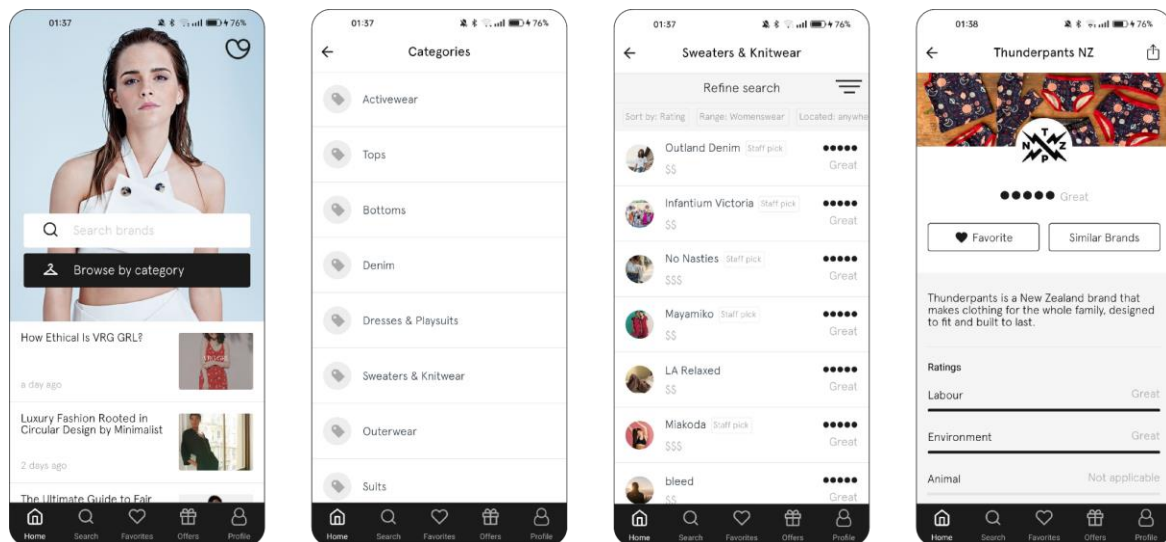 01:37
76%
Search brands
Browse by category
How Ethical Is VRG GRL?
a day ago
Luxury Fashion Rooted in
Circular Design by Minimalist
2 days ago
The Ultimate Guide to Fair
Home Search Favorites Offers Profile
01:37
76%
Categories
Activewear
Tops
Bottoms
Denim
Dresses & Playsuits
Sweaters & Knitwear
Outerwear
Suits
Home Search Favorites Offers Profile
01:37
76%
Sweaters & Knitwear
Refine search
Sort by: Rating Range: Womenswear Located: anywhe
Outland Denim Staff pick
$$ Great
Infantium Victoria Staff pick
$$ Great
No Nasties Staff pick
$$$ Great
Mayamiko Staff pick
$$ Great
LA Relaxed
$$ Great
Miakoda Staff pick
$$$ Great
bleed
$$ Great
Home Search Favorites Offers Profile
01:38
76%
Thunderpants NZ
T
N Z
P
Great
Favorite Similar Brands
Thunderpants is a New Zealand brand that
makes clothing for the whole family, designed
to fit and built to last.
Ratings
Labour Great
Environment Great
Animal Not applicable
Home Search Favorites Offers Profile